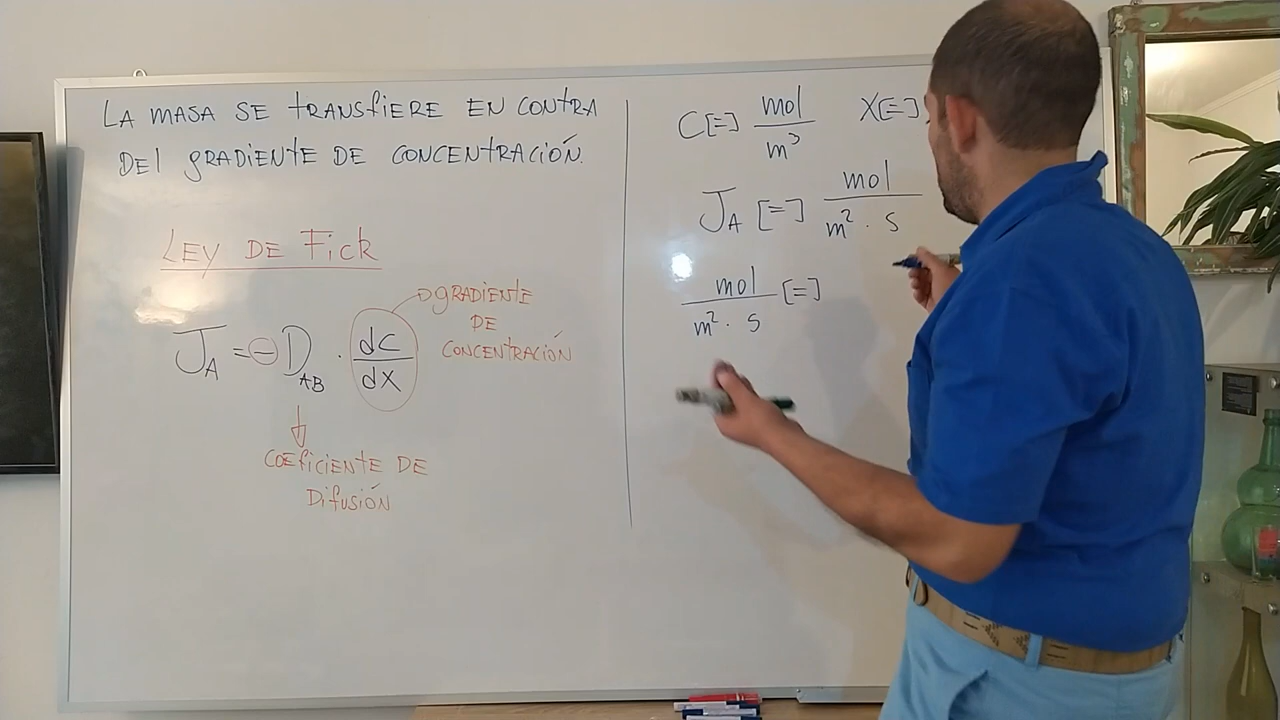 LA MASA SE TRANSFIERE EN CONTRA
DEL GRADIENTE DE CONCENTRACIÓN.
LEY DE FICK
J_A = - D_AB · dc/dx
GRADIENTE
DE
CONCENTRACIÓN
COEFICIENTE DE
DIFUSIÓN
C[=] mol/m³ X[=]
J_A [=] mol/m² · s
mol/m² · s [=]